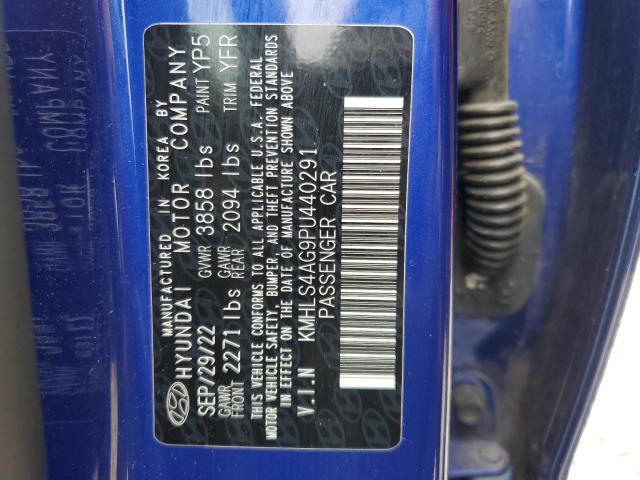 MANUFACTURED IN KOREA BY
HYUNDAI MOTOR COMPANY
SEP/29/22 GVWR 3858 lbs PAINT YP5
GAWR FRONT 2271 lbs GAWR REAR 2094 lbs TRIM YFR
THIS VEHICLE CONFORMS TO ALL APPLICABLE U.S.A. FEDERAL
MOTOR VEHICLE SAFETY, BUMPER, AND THEFT PREVENTION STANDARDS
IN EFFECT ON THE DATE OF MANUFACTURE SHOWN ABOVE
V.I.N KMHLS4AG9PU440291
PASSENGER CAR